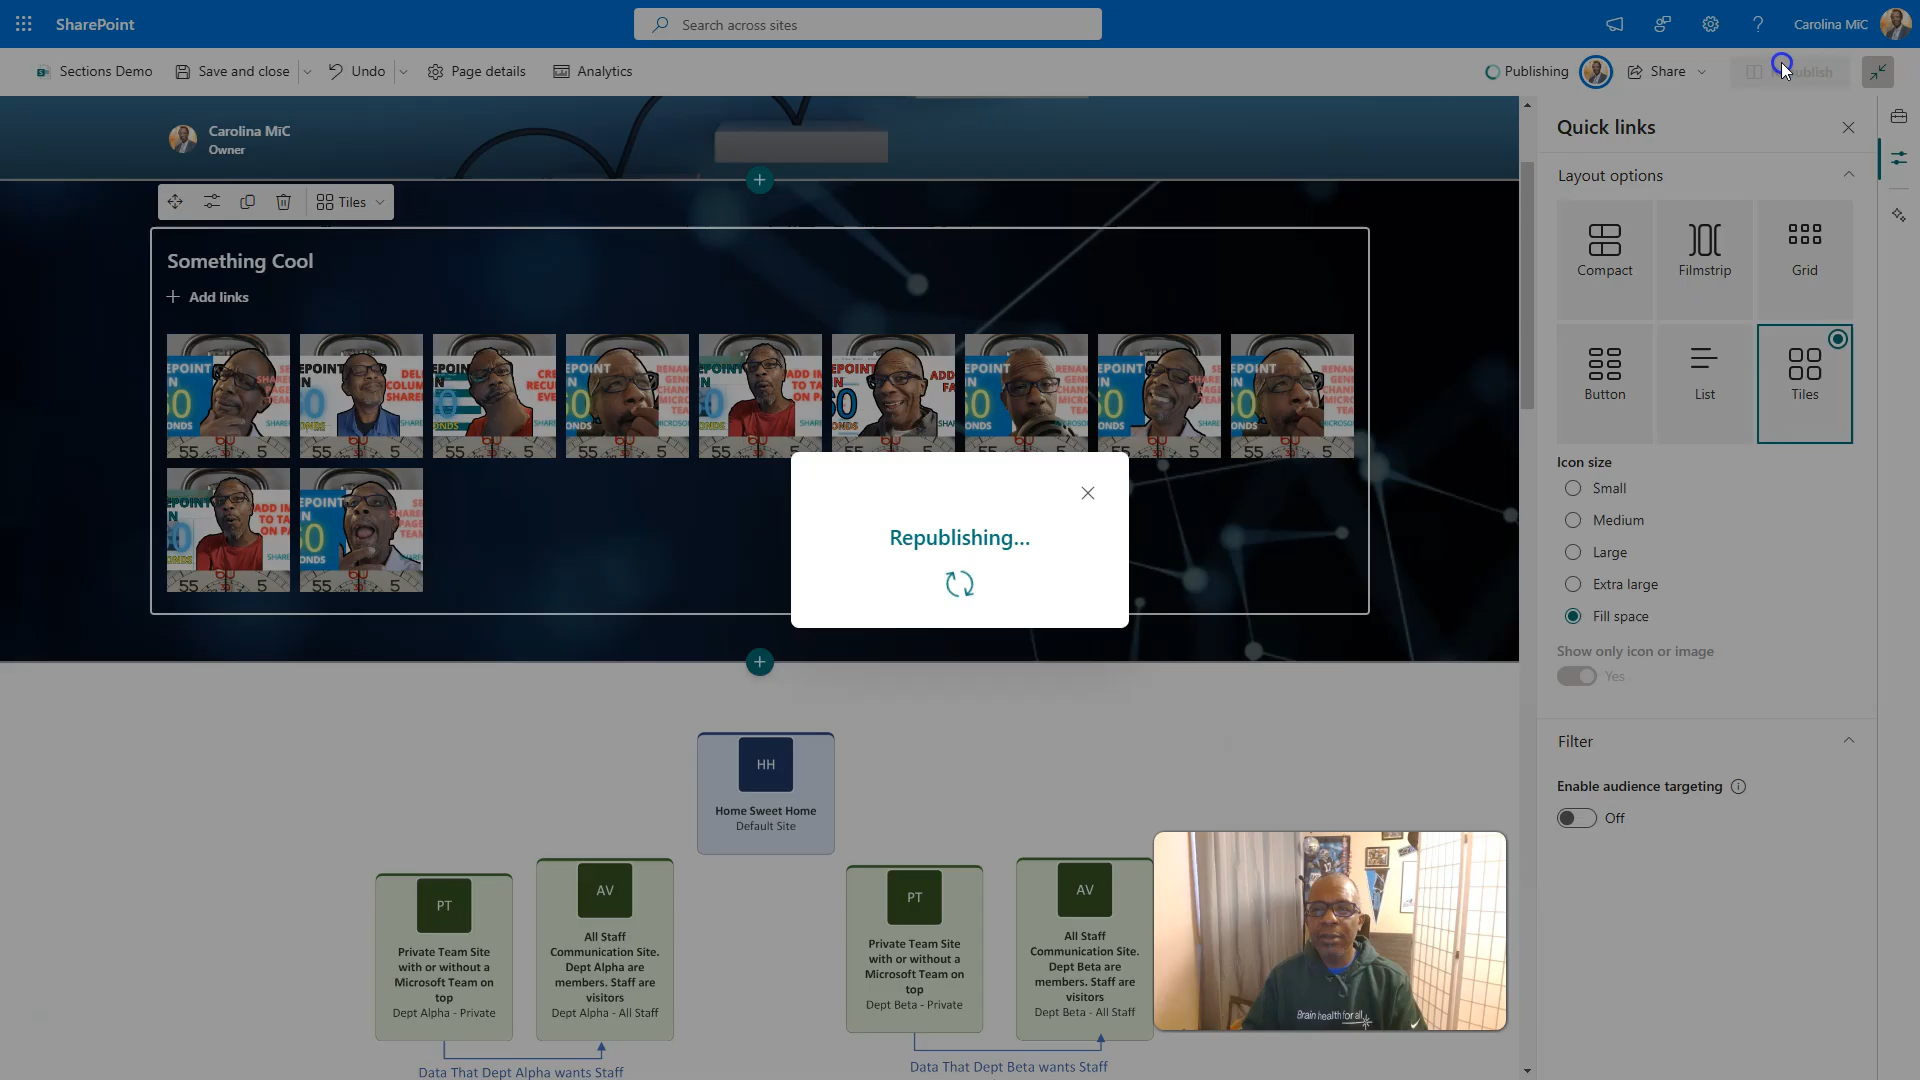 SharePoint
Search across sites
Carolina MiC
Sections Demo
Save and close
Undo
Page details
Analytics
Publishing
Share
Carolina MiC
Owner
Tiles
Something Cool
Add links
Republishing...
HH
Home Sweet Home
Default Site
PT
Private Team Site
with or without a
Microsoft Team on
top
Dept Alpha - Private
AV
All Staff
Communication Site.
Dept Alpha are
members. Staff are
visitors
Dept Alpha - All Staff
PT
Private Team Site
with or without a
Microsoft Team on
top
Dept Beta - Private
AV
All Staff
Communication Site.
Dept Beta are
members. Staff are
visitors
Dept Beta - All Staff
Data That Dept Alpha wants Staff
Data That Dept Beta wants Staff
Quick links
Layout options
Compact
Filmstrip
Grid
Button
List
Tiles
Icon size
Small
Medium
Large
Extra large
Fill space
Show only icon or image
Yes
Filter
Enable audience targeting
Off
Brain health for all